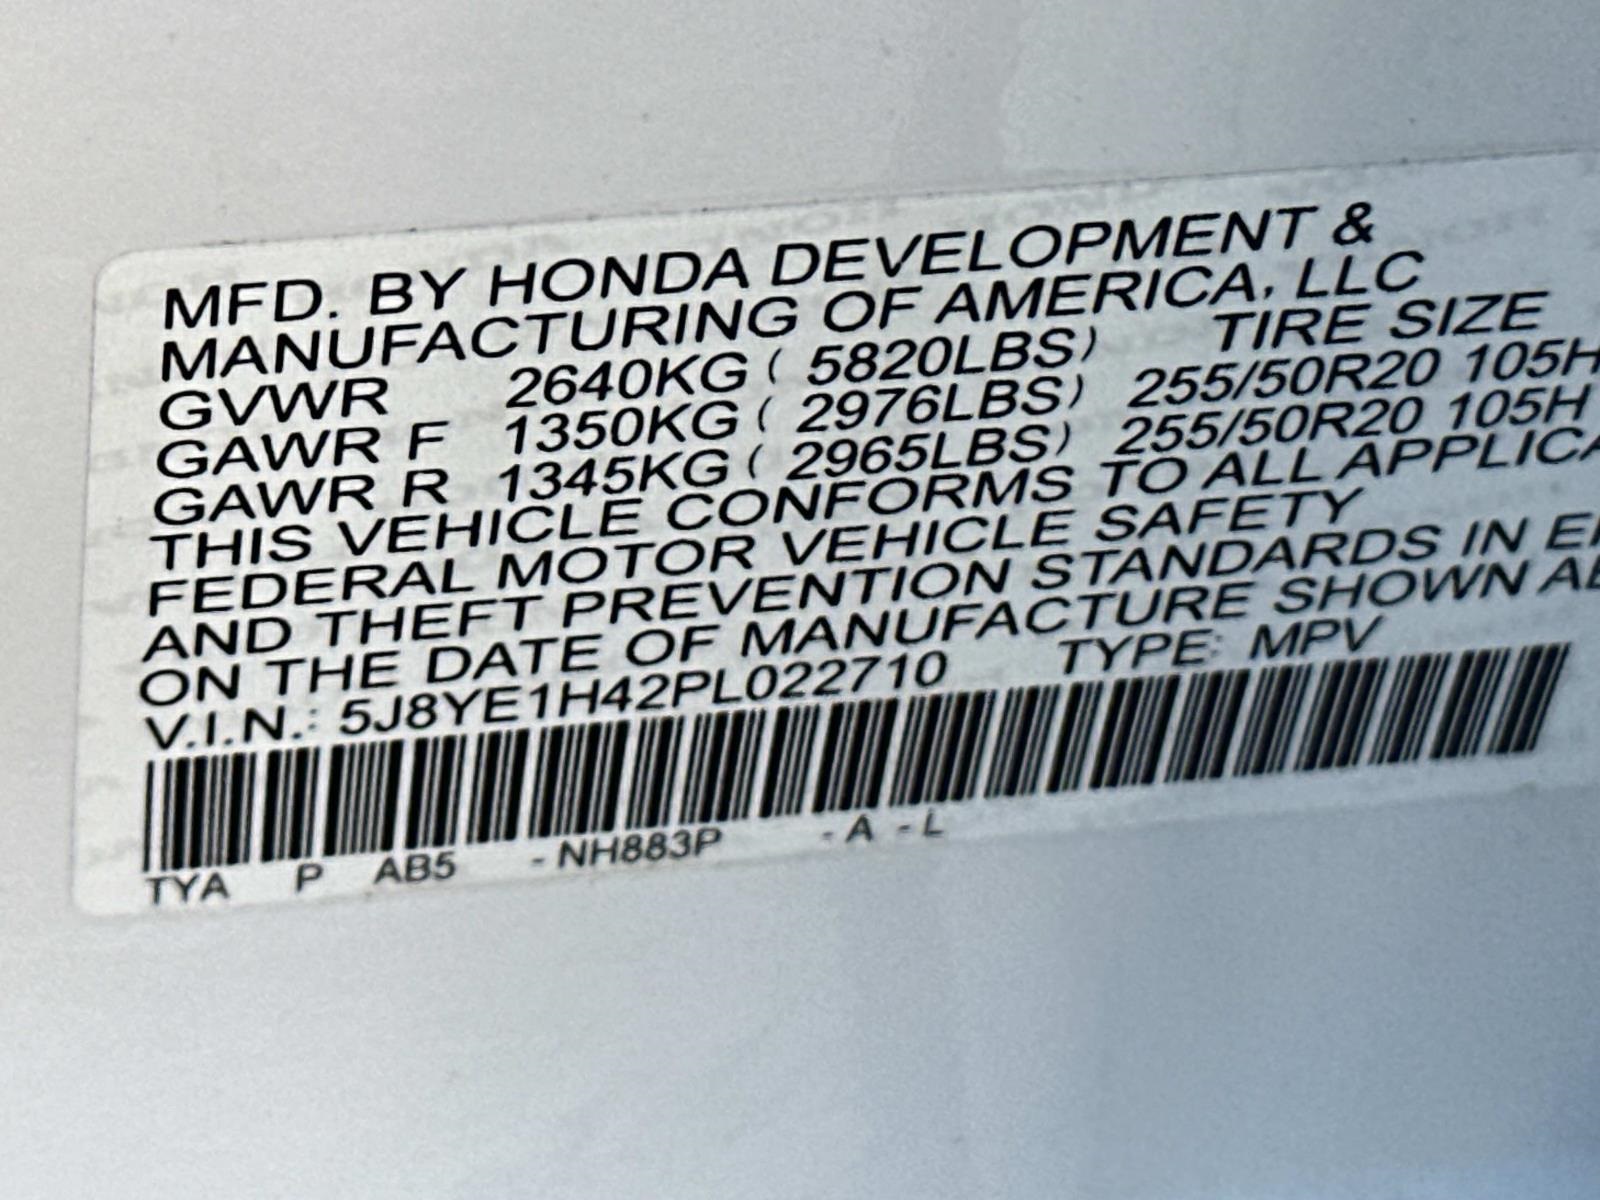 MFD. BY HONDA DEVELOPMENT &
MANUFACTURING OF AMERICA, LLC
GVWR 2640KG ( 5820LBS) TIRE SIZE
GAWR F 1350KG ( 2976LBS) 255/50R20 105H
GAWR R 1345KG ( 2965LBS) 255/50R20 105H
THIS VEHICLE CONFORMS TO ALL APPLICA
FEDERAL MOTOR VEHICLE SAFETY
AND THEFT PREVENTION STANDARDS IN E
ON THE DATE OF MANUFACTURE SHOWN AB
V.I.N.: 5J8YE1H42PL022710 TYPE: MPV
TYA P AB5 - NH883P - A - L